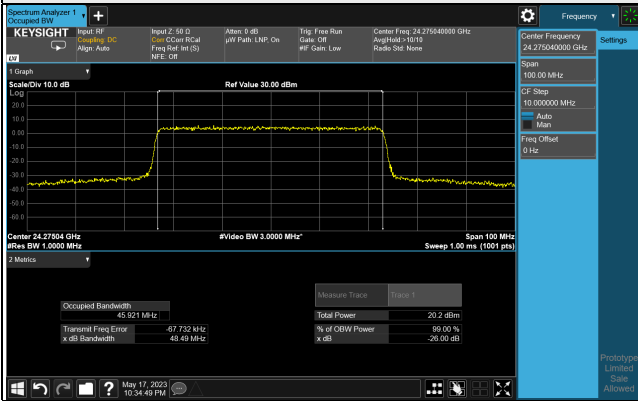 Spectrum Analyzer 1
Occupied BW
Frequency
KEYSIGHT
Input: RF
Coupling: DC
Align: Auto
Input Z: 50 Ω
Corr CCorr RCal
Freq Ref: Int (S)
NFE: Off
Atten: 0 dB
µW Path: LNP, On
Trig: Free Run
Gate: Off
#IF Gain: Low
Center Freq: 24.275040000 GHz
Avg|Hold:>10/10
Radio Std: None
Center Frequency
24.275040000 GHz
Settings
Span
100.00 MHz
CF Step
10.000000 MHz
Auto
Man
Freq Offset
0 Hz
1 Graph
Scale/Div 10.0 dB
Ref Value 30.00 dBm
Log
20.0
10.0
0.00
-10.0
-20.0
-30.0
-40.0
-50.0
-60.0
Center 24.27504 GHz
#Video BW 3.0000 MHz*
Span 100 MHz
#Res BW 1.0000 MHz
Sweep 1.00 ms (1001 pts)
2 Metrics
Measure Trace
Trace 1
Occupied Bandwidth
45.921 MHz
Total Power
20.2 dBm
Transmit Freq Error
-67.732 kHz
% of OBW Power
99.00 %
x dB Bandwidth
48.49 MHz
x dB
-26.00 dB
May 17, 2023
10:34:49 PM
Prototype
Limited
Sale
Allowed